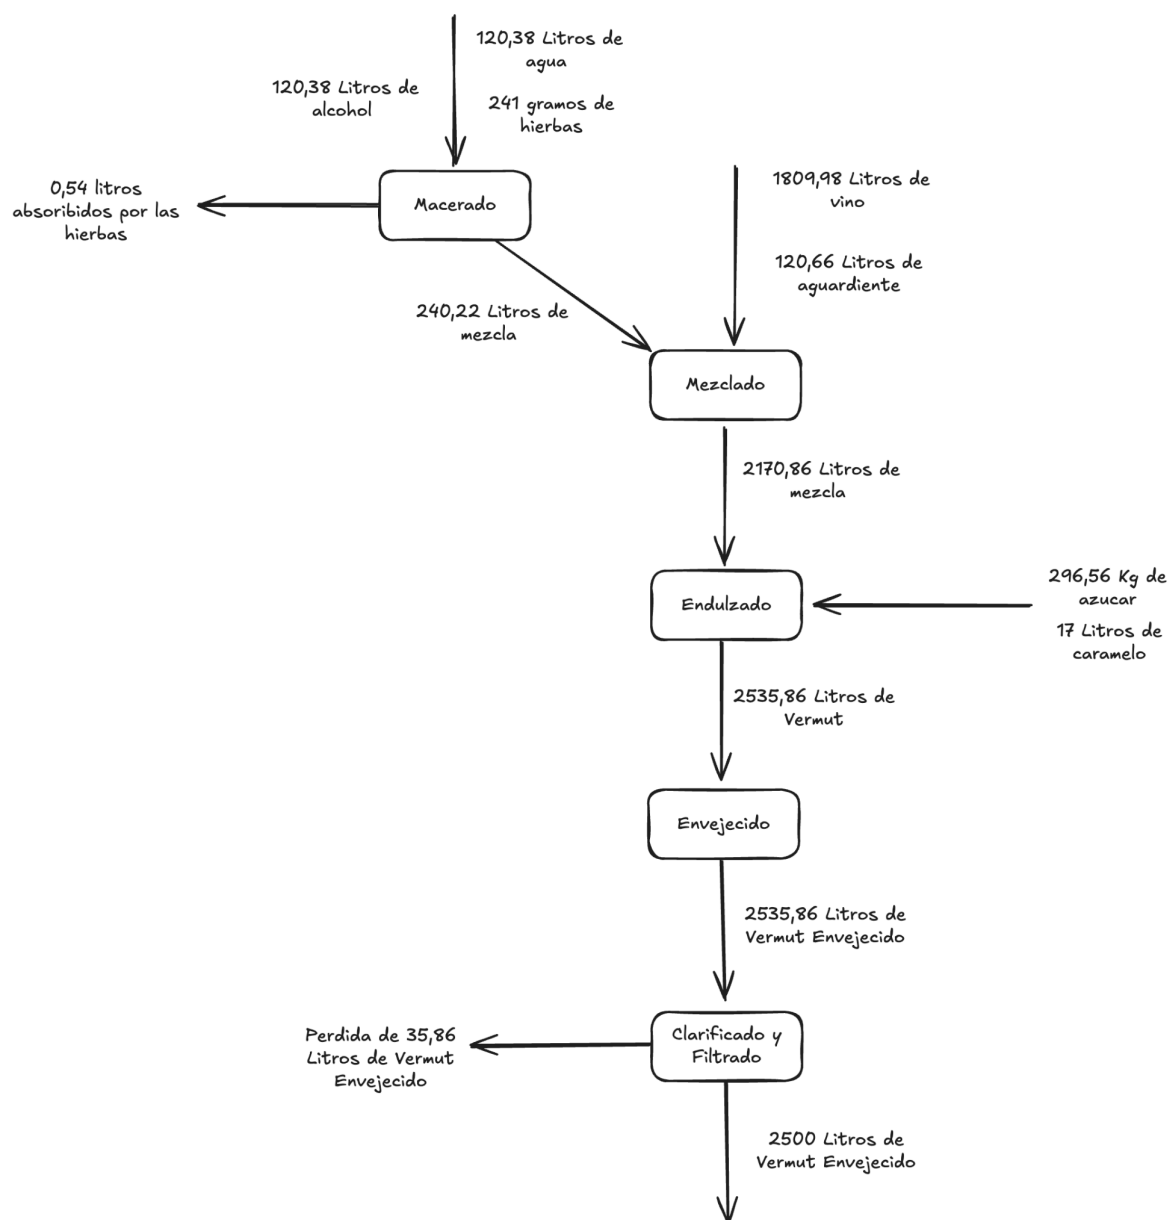 120,38 Litros de
agua
120,38 Litros de
alcohol
241 gramos de
hierbas
0,54 litros
absoribidos por las
hierbas
Macerado
1809,98 Litros de
vino
120,66 Litros de
aguardiente
240,22 Litros de
mezcla
Mezclado
2170,86 Litros de
mezcla
Endulzado
296,56 Kg de
azucar
17 Litros de
caramelo
2535,86 Litros de
Vermut
Envejecido
2535,86 Litros de
Vermut Envejecido
Perdida de 35,86
Litros de Vermut
Envejecido
Clarificado y
Filtrado
2500 Litros de
Vermut Envejecido